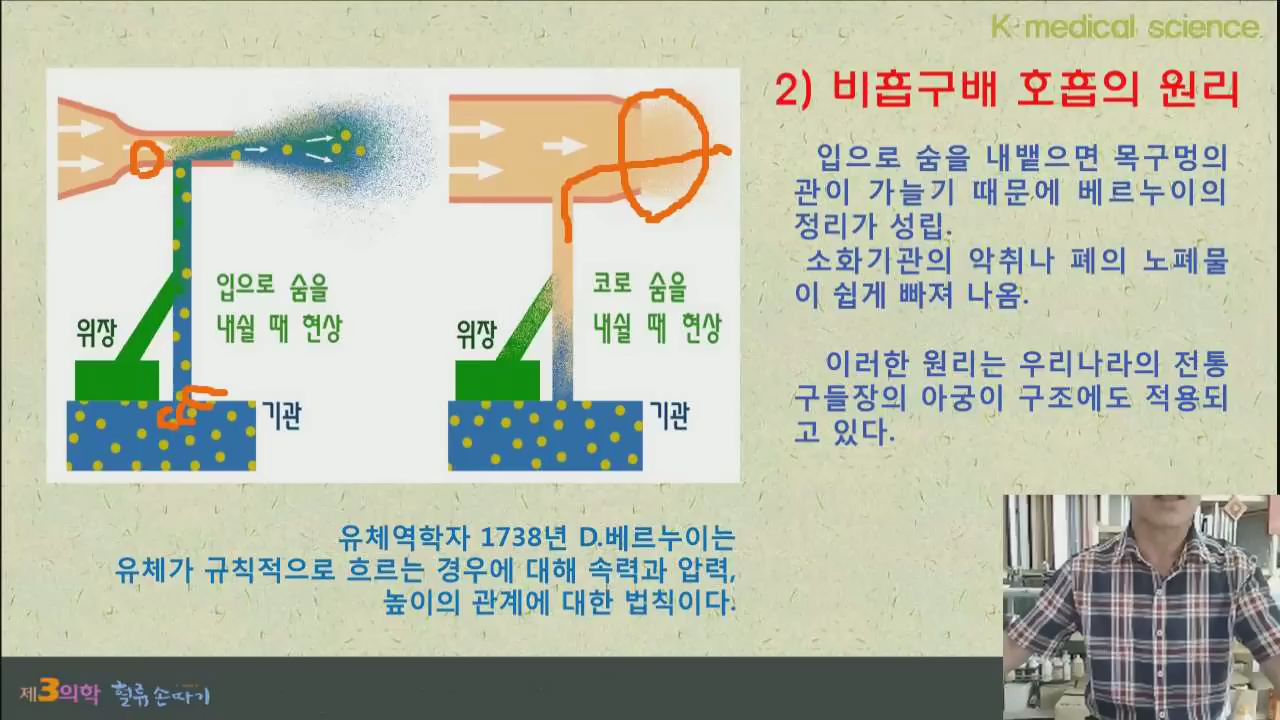 K medical science
2) 비흡구배 호흡의 원리
입으로 숨을 내뱉으면 목구멍의
관이 가늘기 때문에 베르누이의
정리가 성립.
소화기관의 악취나 폐의 노폐물
이 쉽게 빠져 나옴.
이러한 원리는 우리나라의 전통
구들장의 아궁이 구조에도 적용되
고 있다.
입으로 숨을
내쉴 때 현상
위장
기관
코로 숨을
내쉴 때 현상
위장
기관
유체역학자 1738년 D.베르누이는
유체가 규칙적으로 흐르는 경우에 대해 속력과 압력,
높이의 관계에 대한 법칙이다.
제3의학 혈류 손따기